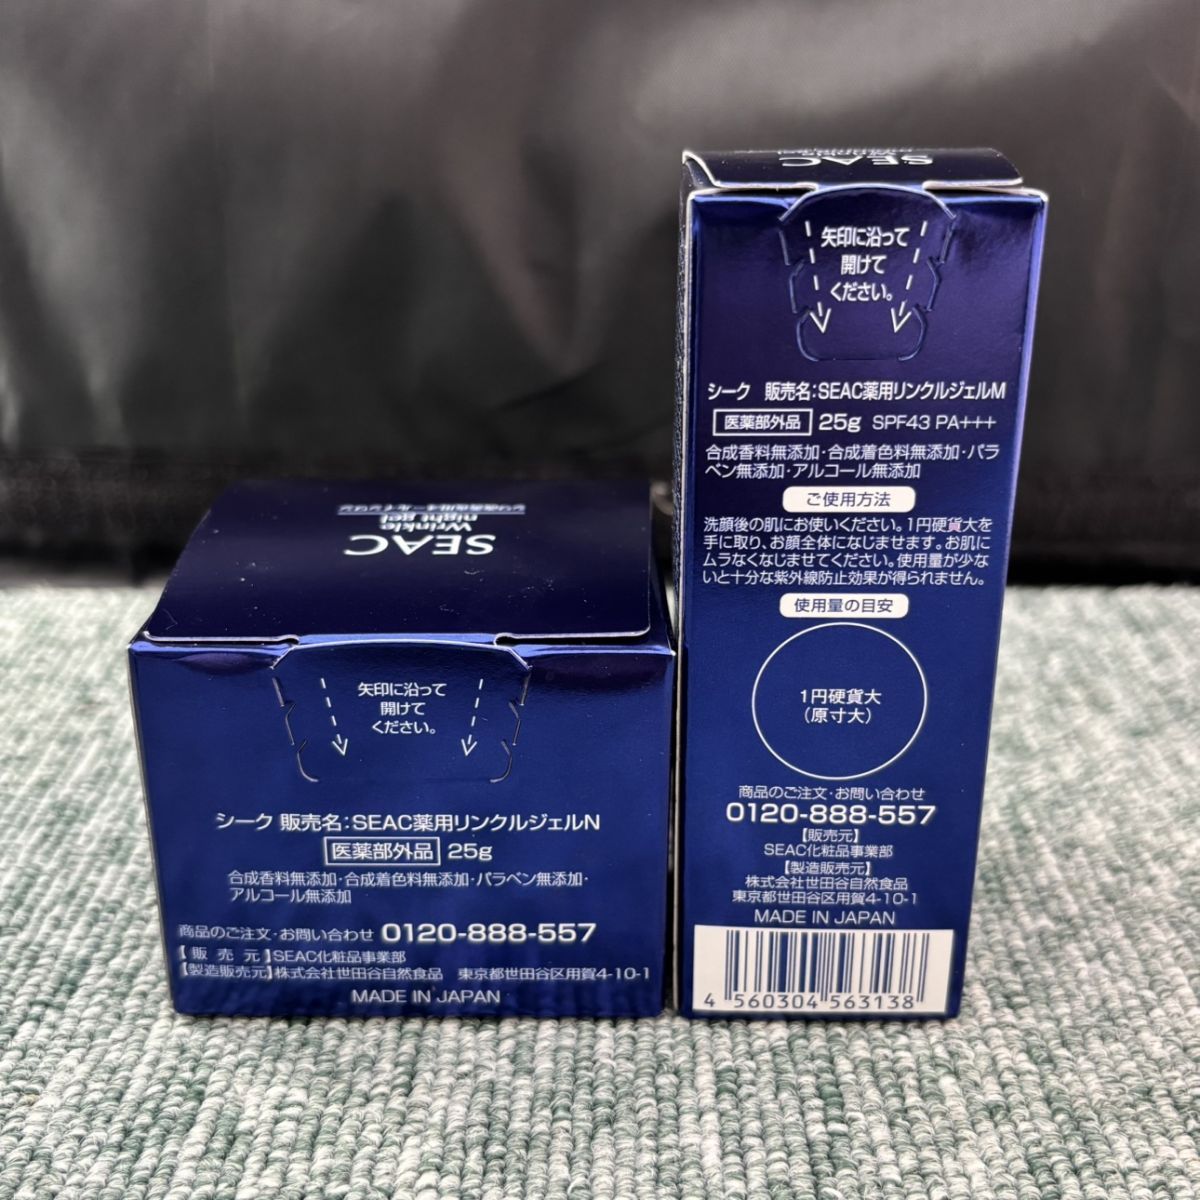 SEAC
Wrinkle
night gel
矢印に沿って
開けて
ください。
シーク 販売名:SEAC薬用リンクルジェルN
医薬部外品 25g
合成香料無添加・合成着色料無添加・パラベン無添加・
アルコール無添加
商品のご注文・お問い合わせ 0120-888-557
【販売元】SEAC化粧品事業部
【製造販売元】株式会社世田谷自然食品 東京都世田谷区用賀4-10-1
MADE IN JAPAN
SEAC
矢印に沿って
開けて
ください。
シーク 販売名:SEAC薬用リンクルジェルM
医薬部外品 25g SPF43 PA+++
合成香料無添加・合成着色料無添加・パラ
ベン無添加・アルコール無添加
ご使用方法
洗顔後の肌にお使いください。1円硬貨大を
手に取り、お顔全体になじませます。お肌に
ムラなくなじませてください。使用量が少な
いと十分な紫外線防止効果が得られません。
使用量の目安
1円硬貨大
(原寸大)
商品のご注文・お問い合わせ
0120-888-557
【販売元】
SEAC化粧品事業部
【製造販売元】
株式会社世田谷自然食品
東京都世田谷区用賀4-10-1
MADE IN JAPAN
4 560304 563138